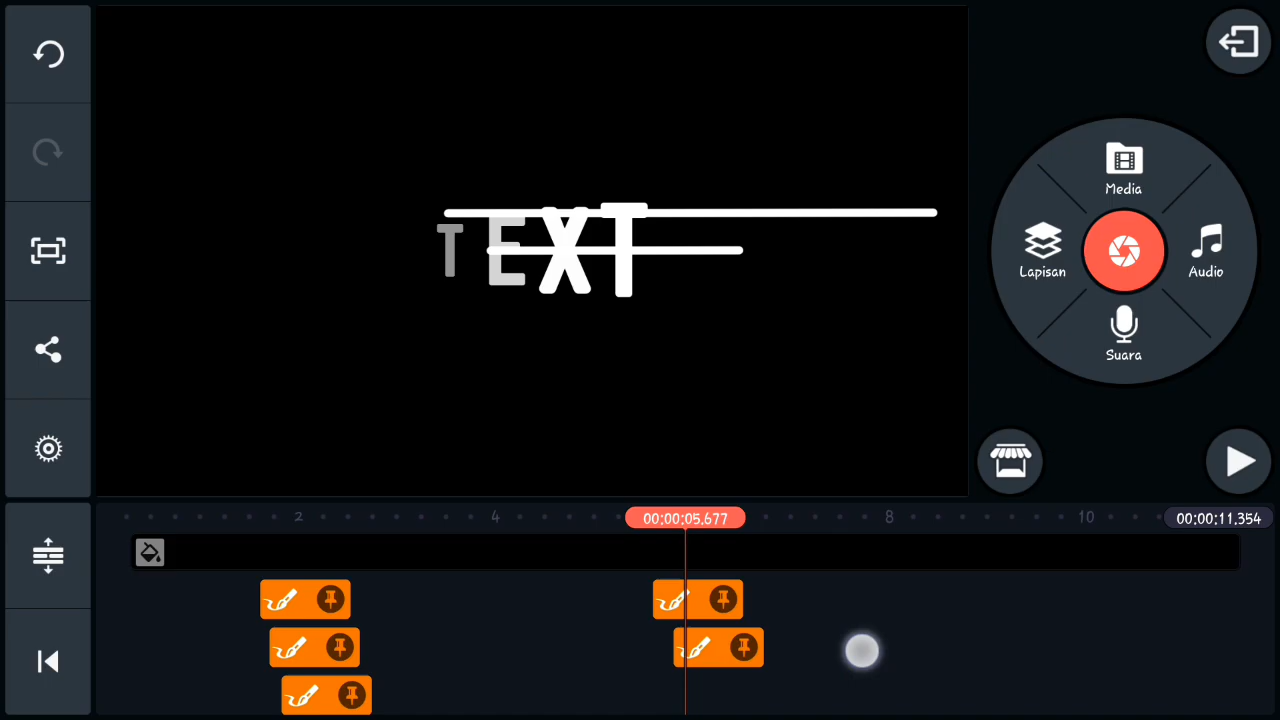 Media
TEXT
Lapisan
Audio
Suara
2
4
00:00:05.677
8
10
00:00:11.354